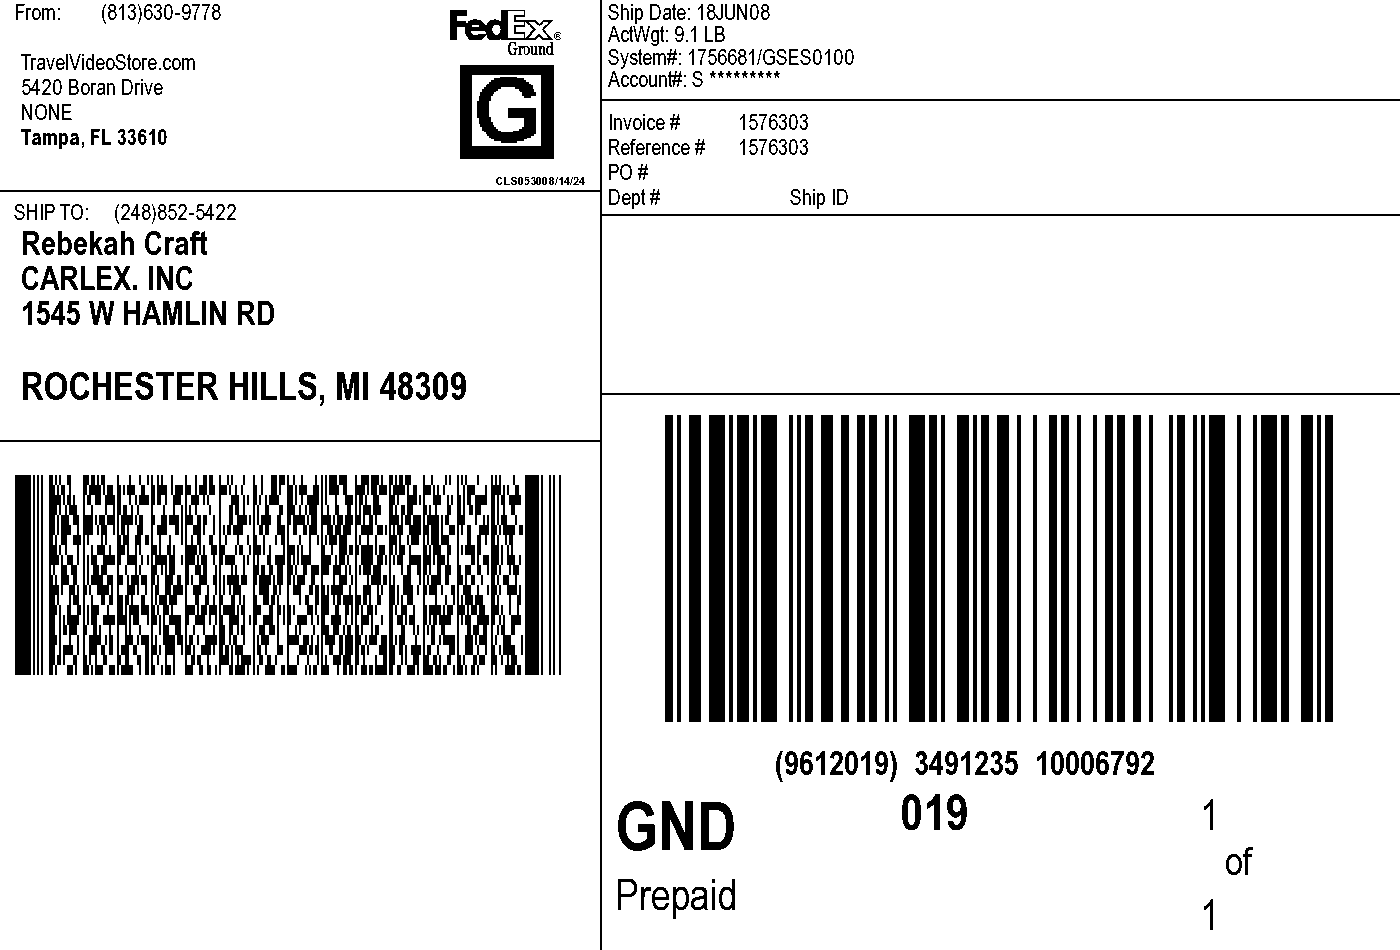 From: (813)630-9778
TravelVideoStore.com
5420 Boran Drive
NONE
Tampa, FL 33610
FedEx®
Ground
G
CLS053008/14/24
Ship Date: 18JUN08
ActWgt: 9.1 LB
System#: 1756681/GSES0100
Account#: S *********
Invoice # 1576303
Reference # 1576303
PO #
Dept # Ship ID
SHIP TO: (248)852-5422
Rebekah Craft
CARLEX. INC
1545 W HAMLIN RD
ROCHESTER HILLS, MI 48309
(9612019) 3491235 10006792
GND 019 1
of
Prepaid 1